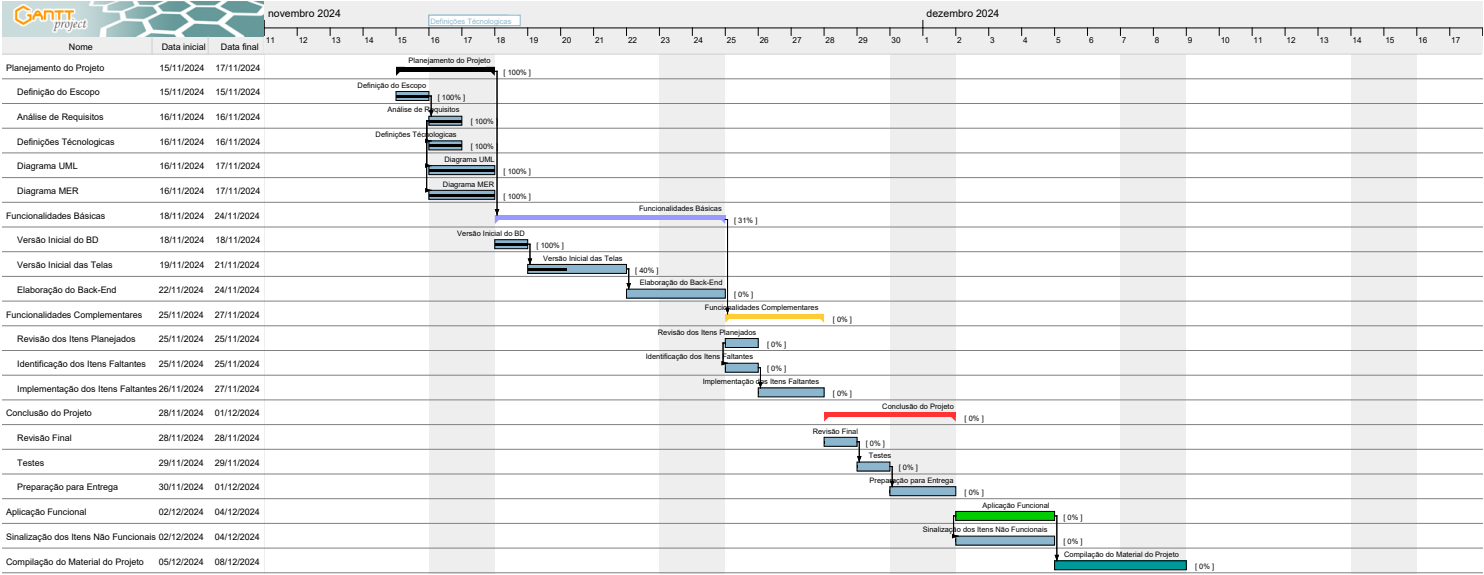 GANTT
project
novembro 2024
dezembro 2024
Definições Técnologicas
Nome Data inicial Data final
11 12 13 14 15 16 17 18 19 20 21 22 23 24 25 26 27 28 29 30 1 2 3 4 5 6 7 8 9 10 11 12 13 14 15 16 17
Planejamento do Projeto 15/11/2024 17/11/2024 Planejamento do Projeto [ 100% ]
Definição do Escopo 15/11/2024 15/11/2024 Definição do Escopo [ 100% ]
Análise de Requisitos 16/11/2024 16/11/2024 Análise de Requisitos [ 100%
Definições Técnologicas 16/11/2024 16/11/2024 Definições Técnologicas [ 100%
Diagrama UML 16/11/2024 17/11/2024 Diagrama UML [ 100% ]
Diagrama MER 16/11/2024 17/11/2024 Diagrama MER [ 100% ]
Funcionalidades Básicas 18/11/2024 24/11/2024 Funcionalidades Básicas [ 31% ]
Versão Inicial do BD 18/11/2024 18/11/2024 Versão Inicial do BD [ 100% ]
Versão Inicial das Telas 19/11/2024 21/11/2024 Versão Inicial das Telas [ 40% ]
Elaboração do Back-End 22/11/2024 24/11/2024 Elaboração do Back-End [ 0% ]
Funcionalidades Complementares 25/11/2024 27/11/2024 Funcionalidades Complementares [ 0% ]
Revisão dos Itens Planejados 25/11/2024 25/11/2024 Revisão dos Itens Planejados [ 0% ]
Identificação dos Itens Faltantes 25/11/2024 25/11/2024 Identificação dos Itens Faltantes [ 0% ]
Implementação dos Itens Faltantes 26/11/2024 27/11/2024 Implementação dos Itens Faltantes [ 0% ]
Conclusão do Projeto 28/11/2024 01/12/2024 Conclusão do Projeto [ 0% ]
Revisão Final 28/11/2024 28/11/2024 Revisão Final [ 0% ]
Testes 29/11/2024 29/11/2024 Testes [ 0% ]
Preparação para Entrega 30/11/2024 01/12/2024 Preparação para Entrega [ 0% ]
Aplicação Funcional 02/12/2024 04/12/2024 Aplicação Funcional [ 0% ]
Sinalização dos Itens Não Funcionais 02/12/2024 04/12/2024 Sinalização dos Itens Não Funcionais [ 0% ]
Compilação do Material do Projeto 05/12/2024 08/12/2024 Compilação do Material do Projeto [ 0% ]